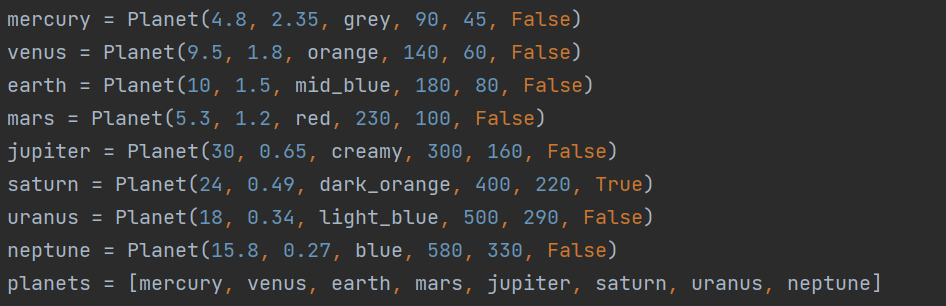 mercury = Planet(4.8, 2.35, grey, 90, 45, False)
venus = Planet(9.5, 1.8, orange, 140, 60, False)
earth = Planet(10, 1.5, mid_blue, 180, 80, False)
mars = Planet(5.3, 1.2, red, 230, 100, False)
jupiter = Planet(30, 0.65, creamy, 300, 160, False)
saturn = Planet(24, 0.49, dark_orange, 400, 220, True)
uranus = Planet(18, 0.34, light_blue, 500, 290, False)
neptune = Planet(15.8, 0.27, blue, 580, 330, False)
planets = [mercury, venus, earth, mars, jupiter, saturn, uranus, neptune]